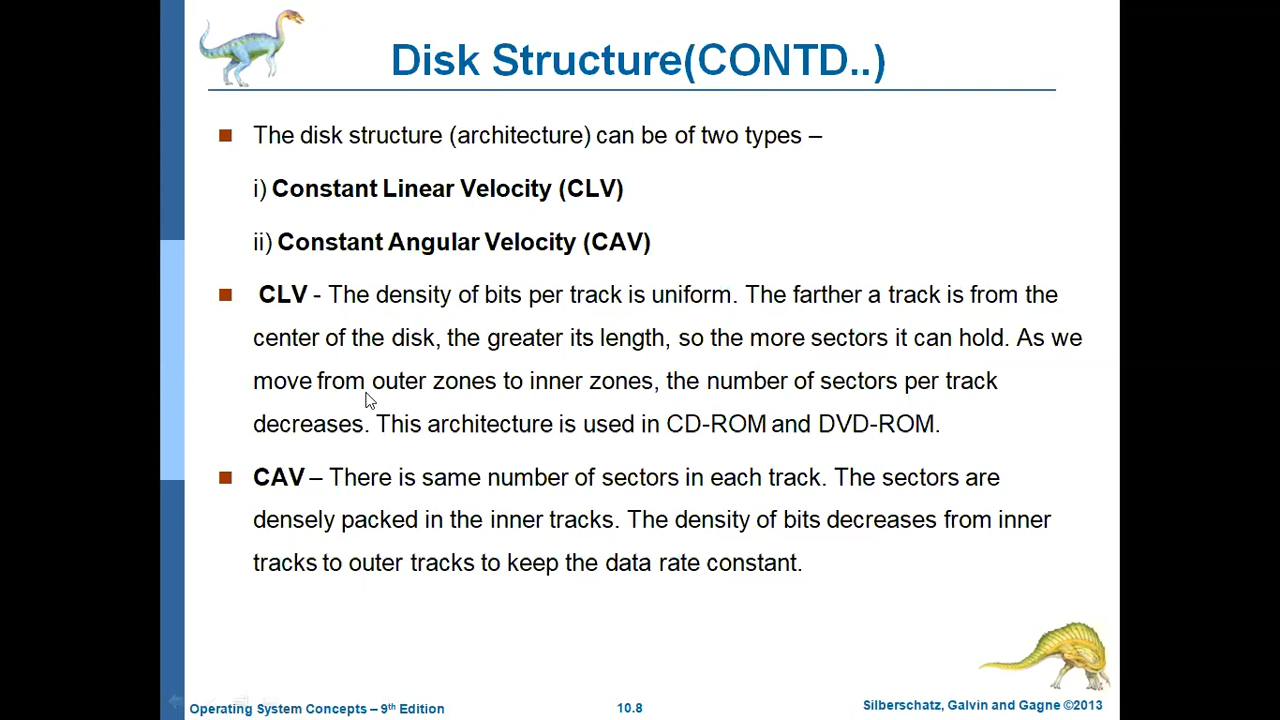 Disk Structure(CONTD..)
The disk structure (architecture) can be of two types –
i) Constant Linear Velocity (CLV)
ii) Constant Angular Velocity (CAV)
CLV - The density of bits per track is uniform. The farther a track is from the
center of the disk, the greater its length, so the more sectors it can hold. As we
move from outer zones to inner zones, the number of sectors per track
decreases. This architecture is used in CD-ROM and DVD-ROM.
CAV – There is same number of sectors in each track. The sectors are
densely packed in the inner tracks. The density of bits decreases from inner
tracks to outer tracks to keep the data rate constant.
Operating System Concepts – 9th Edition
10.8
Silberschatz, Galvin and Gagne ©2013